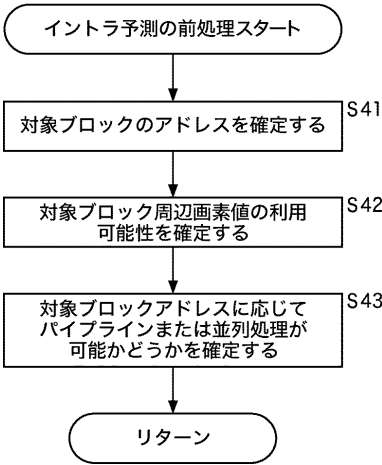 イントラ予測の前処理スタート
S41
対象ブロックのアドレスを確定する
S42
対象ブロック周辺画素値の利用
可能性を確定する
S43
対象ブロックアドレスに応じて
パイプラインまたは並列処理が
可能かどうかを確定する
リターン